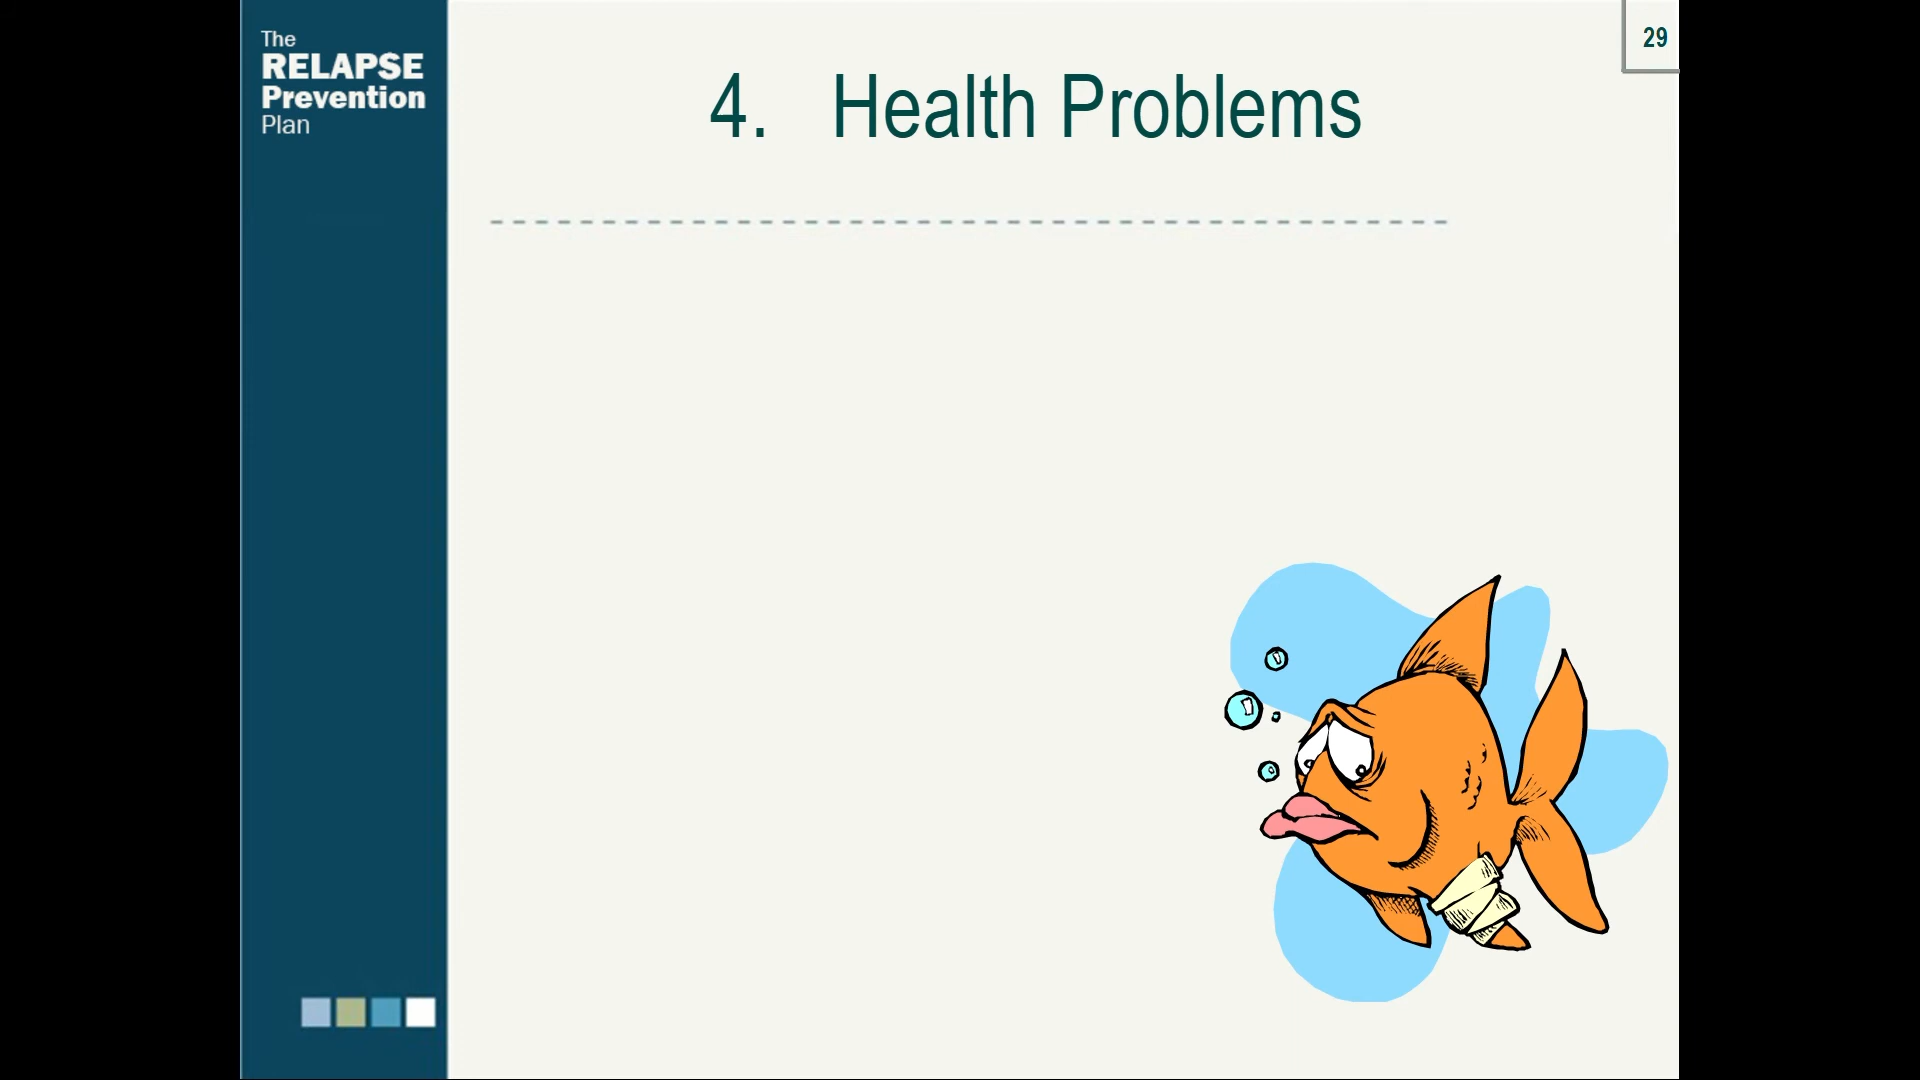 The
RELAPSE
Prevention
Plan
29
4. Health Problems